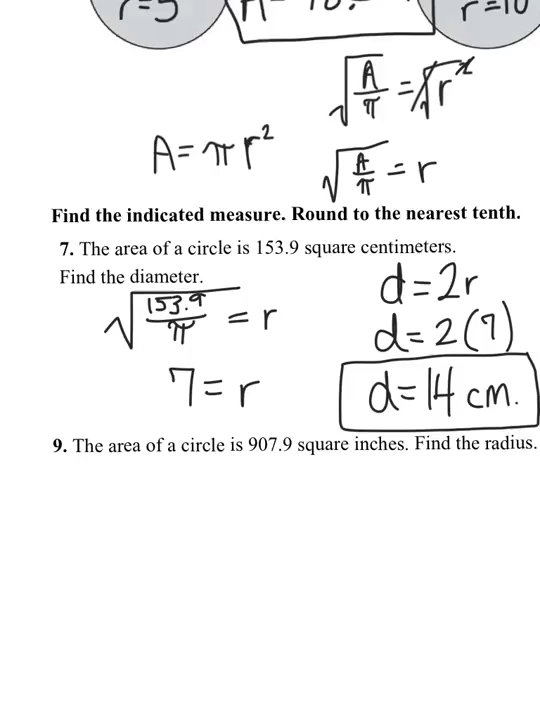 r=5
r=10
√A/π = √r²
A = πr²
√A/π = r
Find the indicated measure. Round to the nearest tenth.
7. The area of a circle is 153.9 square centimeters.
Find the diameter.
d=2r
√153.9/π = r
d=2(7)
7=r
d=14 cm.
9. The area of a circle is 907.9 square inches. Find the radius.